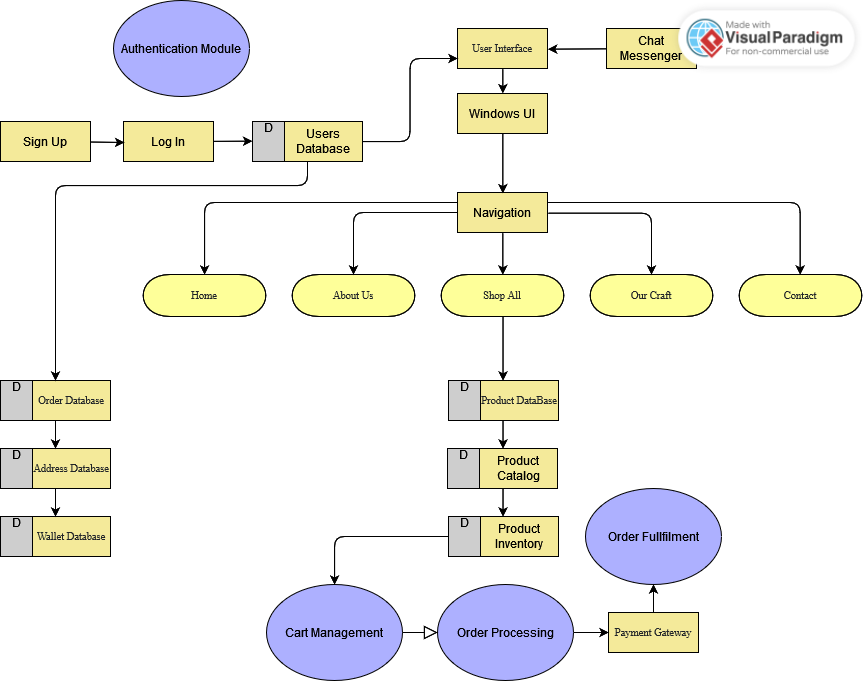 Authentication Module
User Interface
Chat
Messenger
Made with
VisualParadigm
For non-commercial use
Windows UI
Sign Up
Log In
D
Users
Database
Navigation
Home
About Us
Shop All
Our Craft
Contact
D
Order Database
D
Product DataBase
D
Address Database
D
Product
Catalog
D
Wallet Database
D
Product
Inventory
Order Fullfilment
Cart Management
Order Processing
Payment Gateway